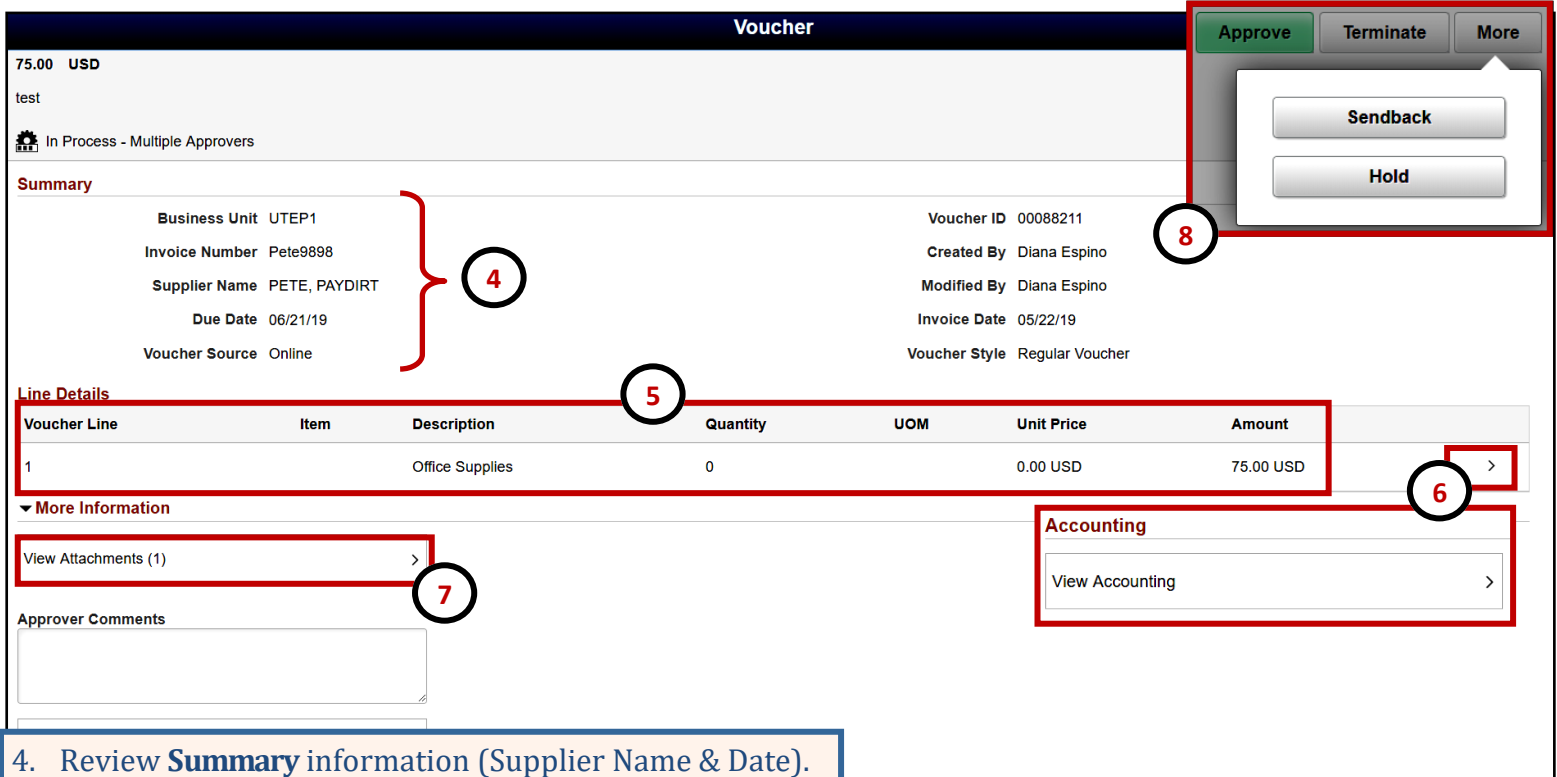 Voucher
Approve Terminate More
75.00 USD
test
In Process - Multiple Approvers
Sendback
Hold
8
Summary
Business Unit UTEP1 Voucher ID 00088211
Invoice Number Pete9898 Created By Diana Espino
Supplier Name PETE, PAYDIRT Modified By Diana Espino
Due Date 06/21/19 Invoice Date 05/22/19
Voucher Source Online Voucher Style Regular Voucher
4
Line Details
5
Voucher Line Item Description Quantity UOM Unit Price Amount
1 Office Supplies 0 0.00 USD 75.00 USD >
6
More Information
View Attachments (1) >
7
Accounting
View Accounting >
Approver Comments
4. Review Summary information (Supplier Name & Date).